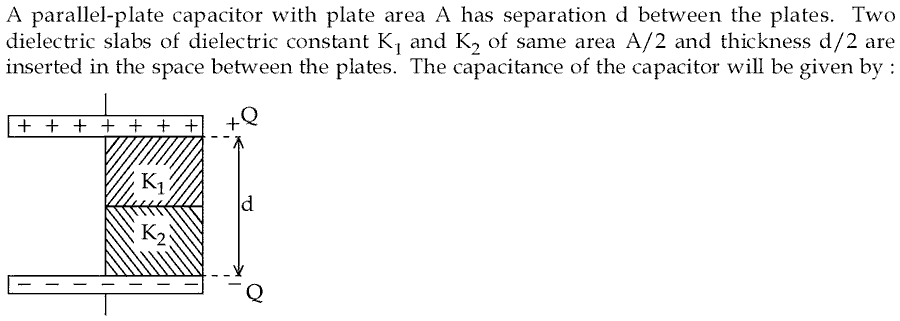 A parallel-plate capacitor with plate area A has separation d between the plates. Two
dielectric slabs of dielectric constant K₁ and K₂ of same area A/2 and thickness d/2 are
inserted in the space between the plates. The capacitance of the capacitor will be given by :
+ + + + + + + +Q
K₁
d
K₂
− − − − − − − −Q